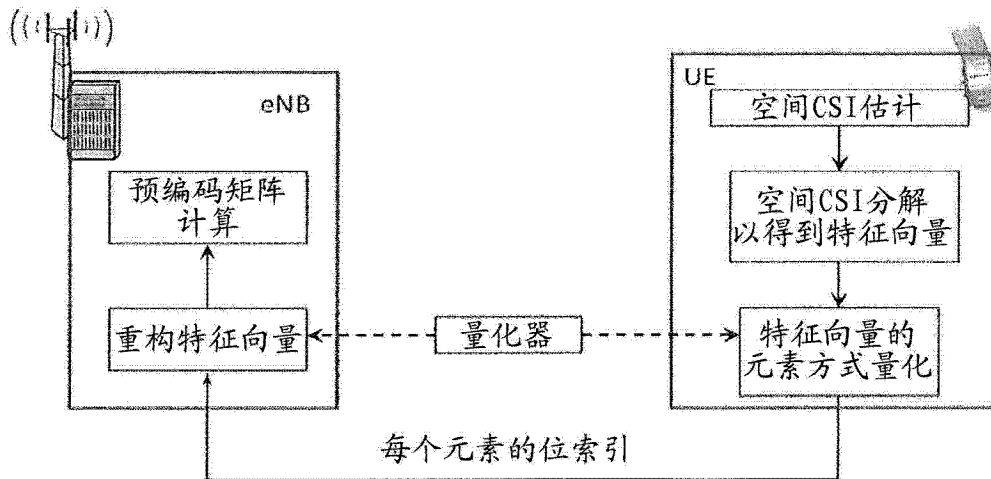 eNB
预编码矩阵
计算
重构特征向量
量化器
UE
空间CSI估计
空间CSI分解
以得到特征向量
特征向量的
元素方式量化
每个元素的位索引